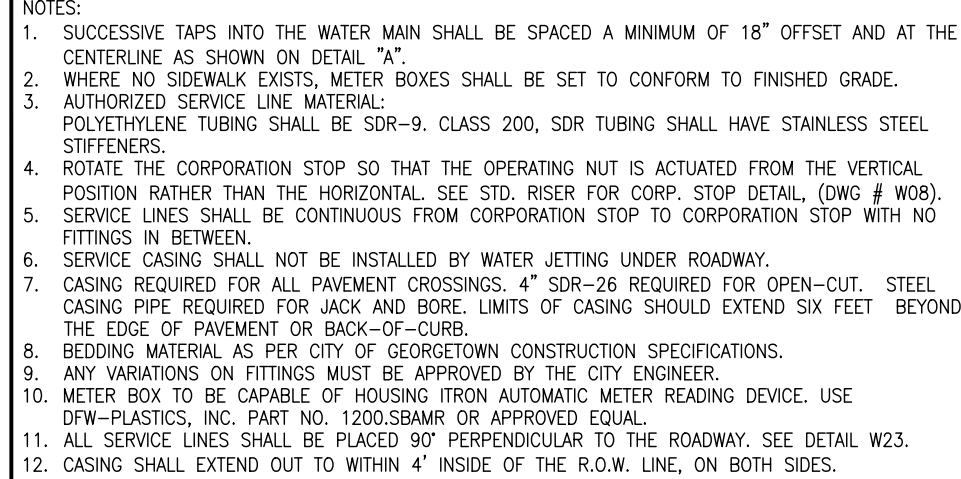 NOTES:
1. SUCCESSIVE TAPS INTO THE WATER MAIN SHALL BE SPACED A MINIMUM OF 18" OFFSET AND AT THE
CENTERLINE AS SHOWN ON DETAIL "A".
2. WHERE NO SIDEWALK EXISTS, METER BOXES SHALL BE SET TO CONFORM TO FINISHED GRADE.
3. AUTHORIZED SERVICE LINE MATERIAL:
POLYETHYLENE TUBING SHALL BE SDR-9. CLASS 200, SDR TUBING SHALL HAVE STAINLESS STEEL
STIFFENERS.
4. ROTATE THE CORPORATION STOP SO THAT THE OPERATING NUT IS ACTUATED FROM THE VERTICAL
POSITION RATHER THAN THE HORIZONTAL. SEE STD. RISER FOR CORP. STOP DETAIL, (DWG # W08).
5. SERVICE LINES SHALL BE CONTINUOUS FROM CORPORATION STOP TO CORPORATION STOP WITH NO
FITTINGS IN BETWEEN.
6. SERVICE CASING SHALL NOT BE INSTALLED BY WATER JETTING UNDER ROADWAY.
7. CASING REQUIRED FOR ALL PAVEMENT CROSSINGS. 4" SDR-26 REQUIRED FOR OPEN-CUT. STEEL
CASING PIPE REQUIRED FOR JACK AND BORE. LIMITS OF CASING SHOULD EXTEND SIX FEET BEYOND
THE EDGE OF PAVEMENT OR BACK-OF-CURB.
8. BEDDING MATERIAL AS PER CITY OF GEORGETOWN CONSTRUCTION SPECIFICATIONS.
9. ANY VARIATIONS ON FITTINGS MUST BE APPROVED BY THE CITY ENGINEER.
10. METER BOX TO BE CAPABLE OF HOUSING ITRON AUTOMATIC METER READING DEVICE. USE
DFW-PLASTICS, INC. PART NO. 1200.SBAMR OR APPROVED EQUAL.
11. ALL SERVICE LINES SHALL BE PLACED 90° PERPENDICULAR TO THE ROADWAY. SEE DETAIL W23.
12. CASING SHALL EXTEND OUT TO WITHIN 4' INSIDE OF THE R.O.W. LINE, ON BOTH SIDES.